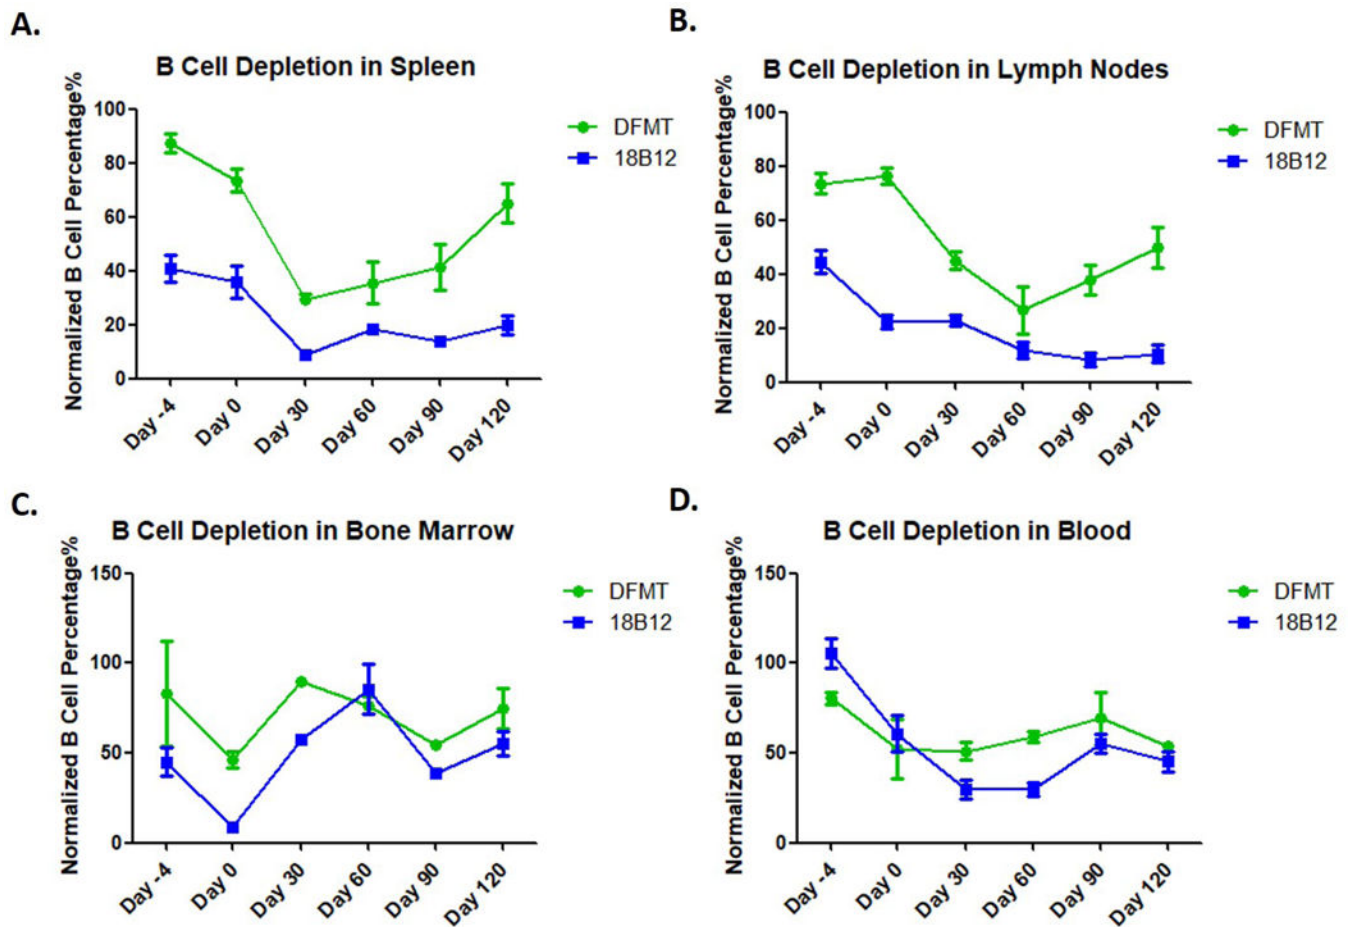 A.
B Cell Depletion in Spleen
Normalized B Cell Percentage%
100
80
60
40
20
0
Day -4
Day 0
Day 30
Day 60
Day 90
Day 120
DFMT
18B12
B.
B Cell Depletion in Lymph Nodes
Normalized B Cell Percentage%
100
80
60
40
20
0
Day -4
Day 0
Day 30
Day 60
Day 90
Day 120
DFMT
18B12
C.
B Cell Depletion in Bone Marrow
Normalized B Cell Percentage%
150
100
50
0
Day -4
Day 0
Day 30
Day 60
Day 90
Day 120
DFMT
18B12
D.
B Cell Depletion in Blood
Normalized B Cell Percentage%
150
100
50
0
Day -4
Day 0
Day 30
Day 60
Day 90
Day 120
DFMT
18B12